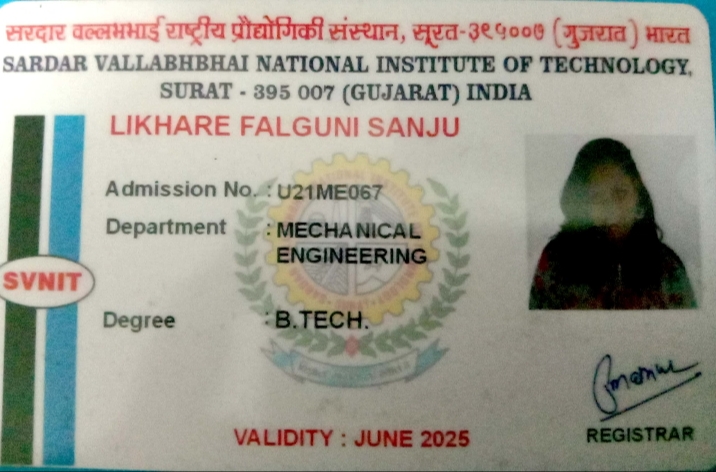 सरदार वल्लभभाई राष्ट्रीय प्रौद्योगिकी संस्थान, सूरत-३९५००७ (गुजरात) भारत
SARDAR VALLABHBHAI NATIONAL INSTITUTE OF TECHNOLOGY,
SURAT - 395 007 (GUJARAT) INDIA
LIKHARE FALGUNI SANJU
Admission No. : U21ME067
Department : MECHANICAL
ENGINEERING
SVNIT
Degree : B.TECH.
VALIDITY : JUNE 2025
REGISTRAR